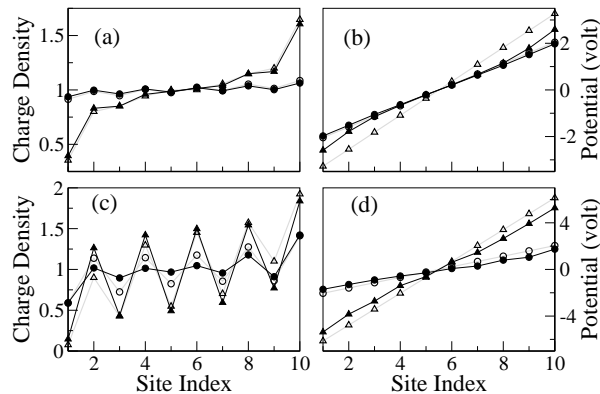 (a)
(b)
Charge Density
1.5
1
0.5
2
0
-2
Potential (volt)
(c)
(d)
Charge Density
2
1.5
1
0.5
0
4
0
-4
Potential (volt)
2 4 6 8 10
2 4 6 8 10
Site Index
Site Index